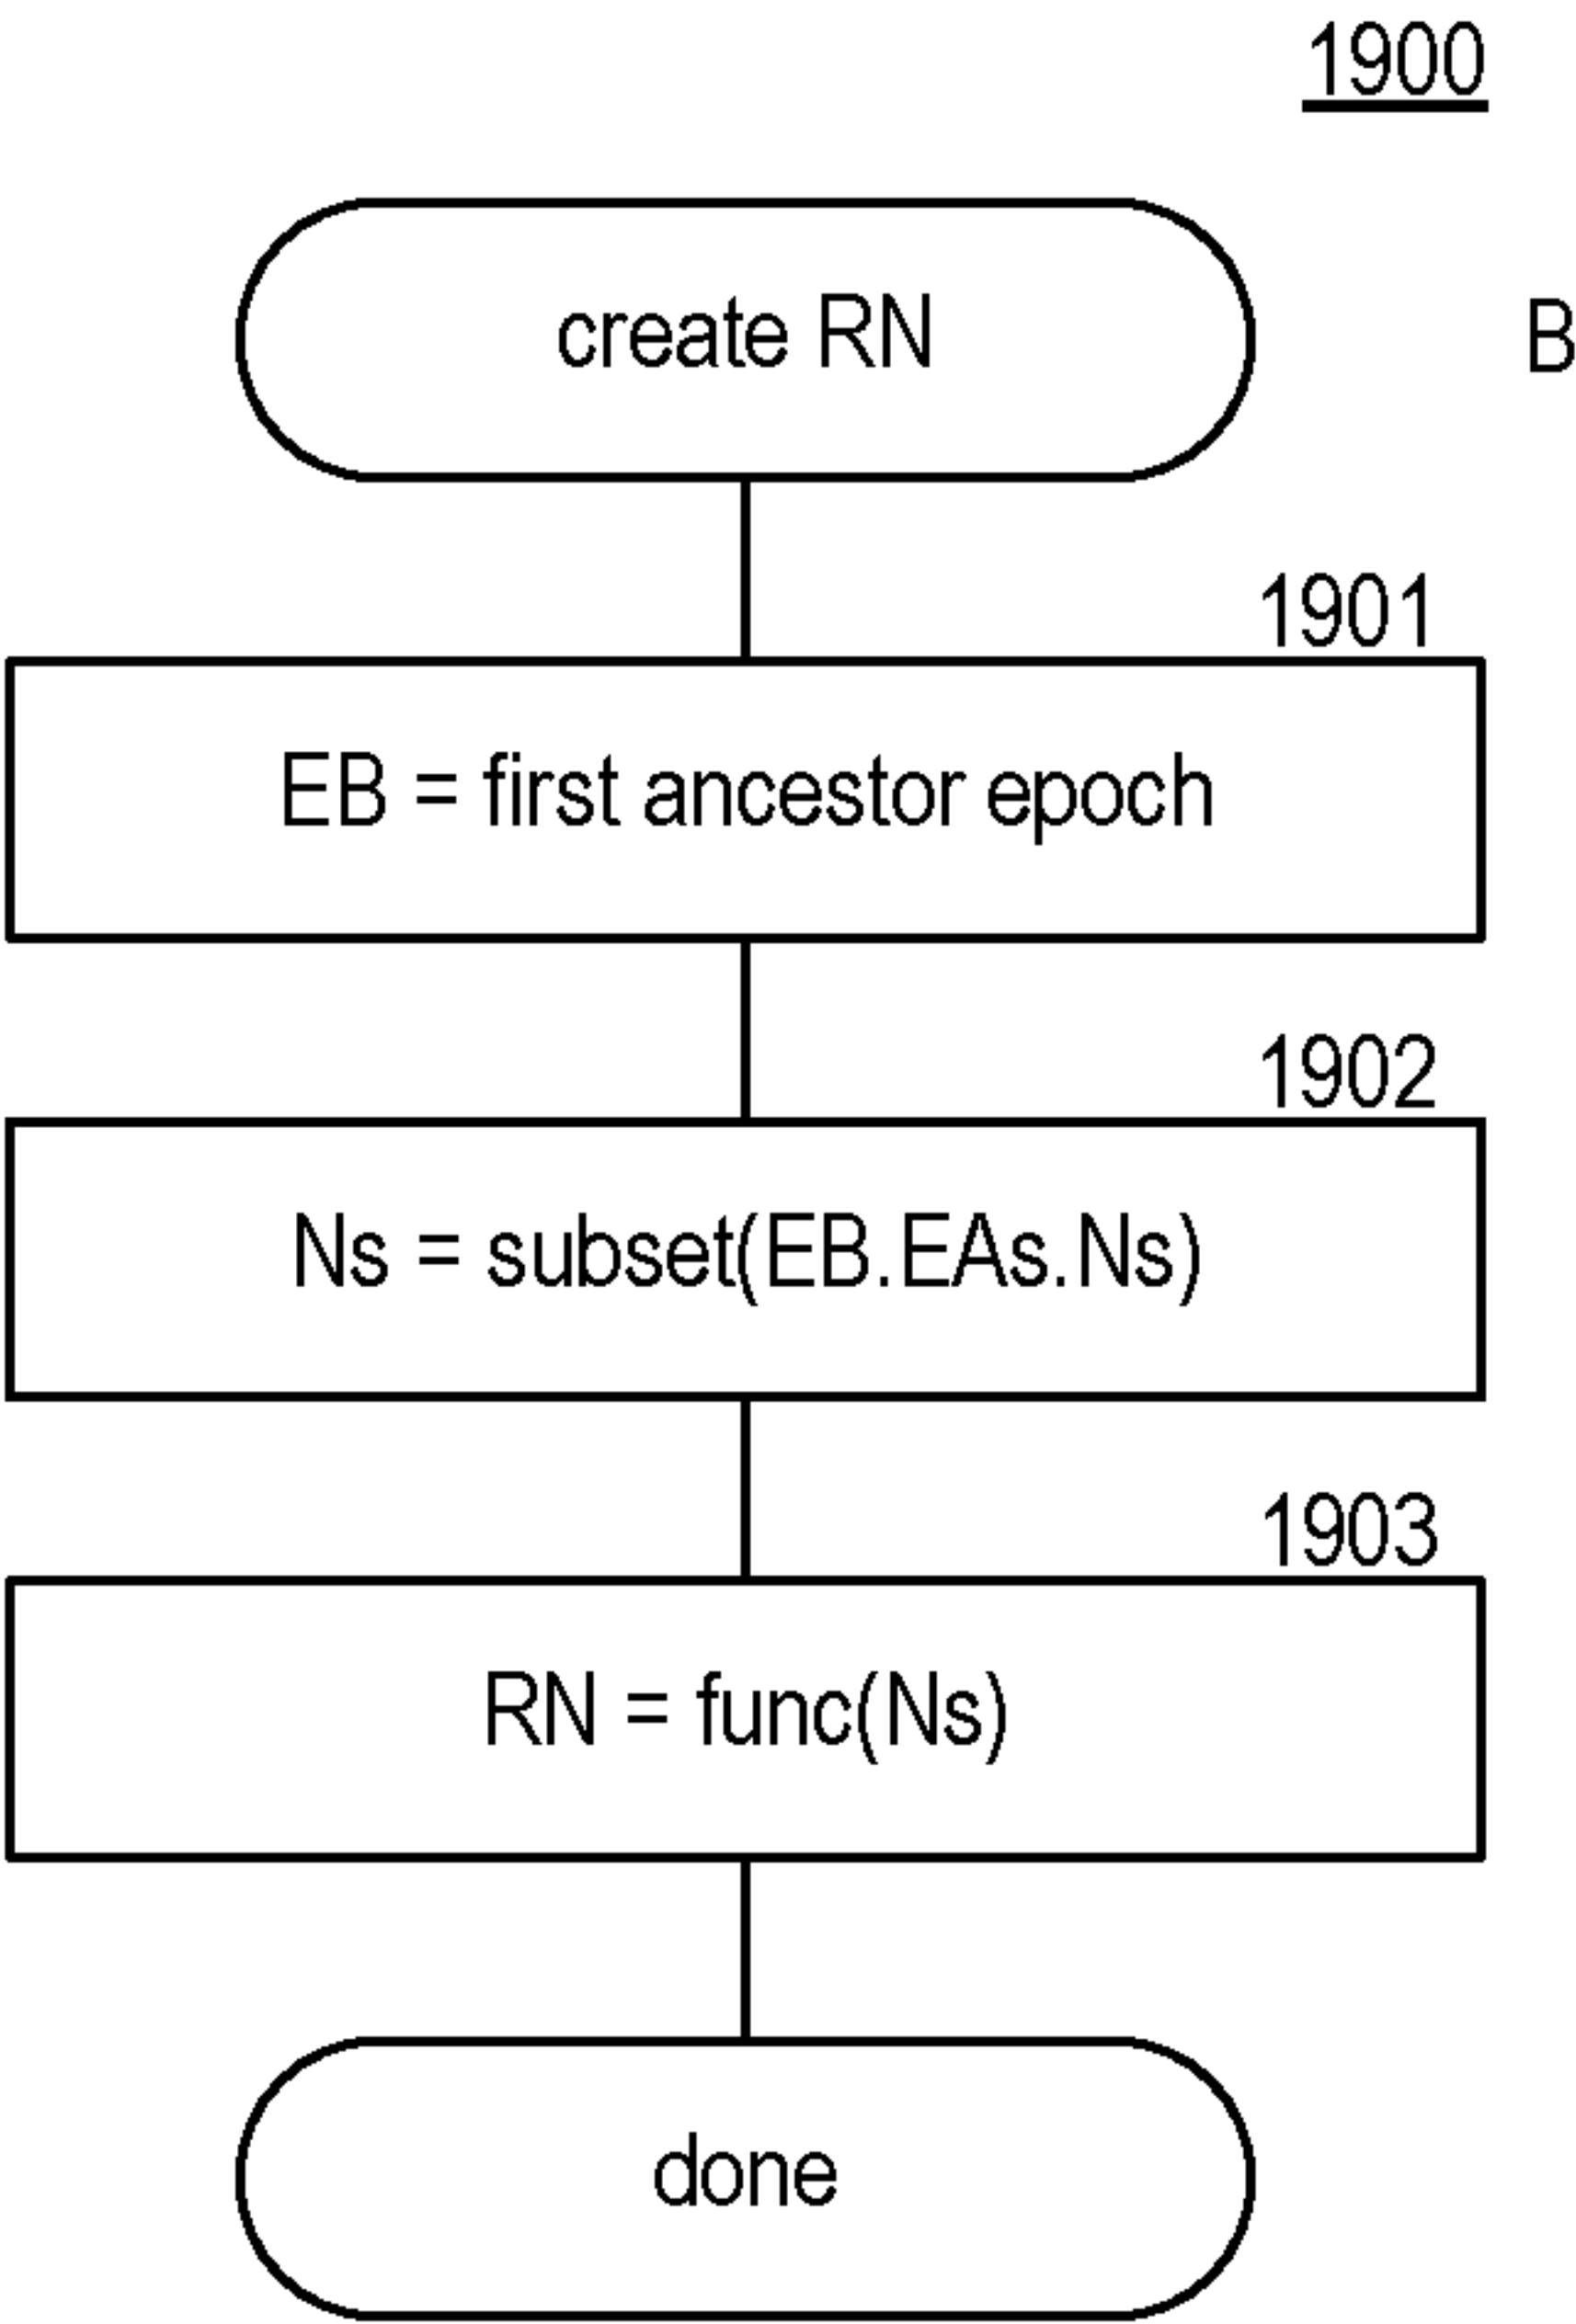 1900
create RN
B
1901
EB = first ancestor epoch
1902
Ns = subset(EB.EAs.Ns)
1903
RN = func(Ns)
done